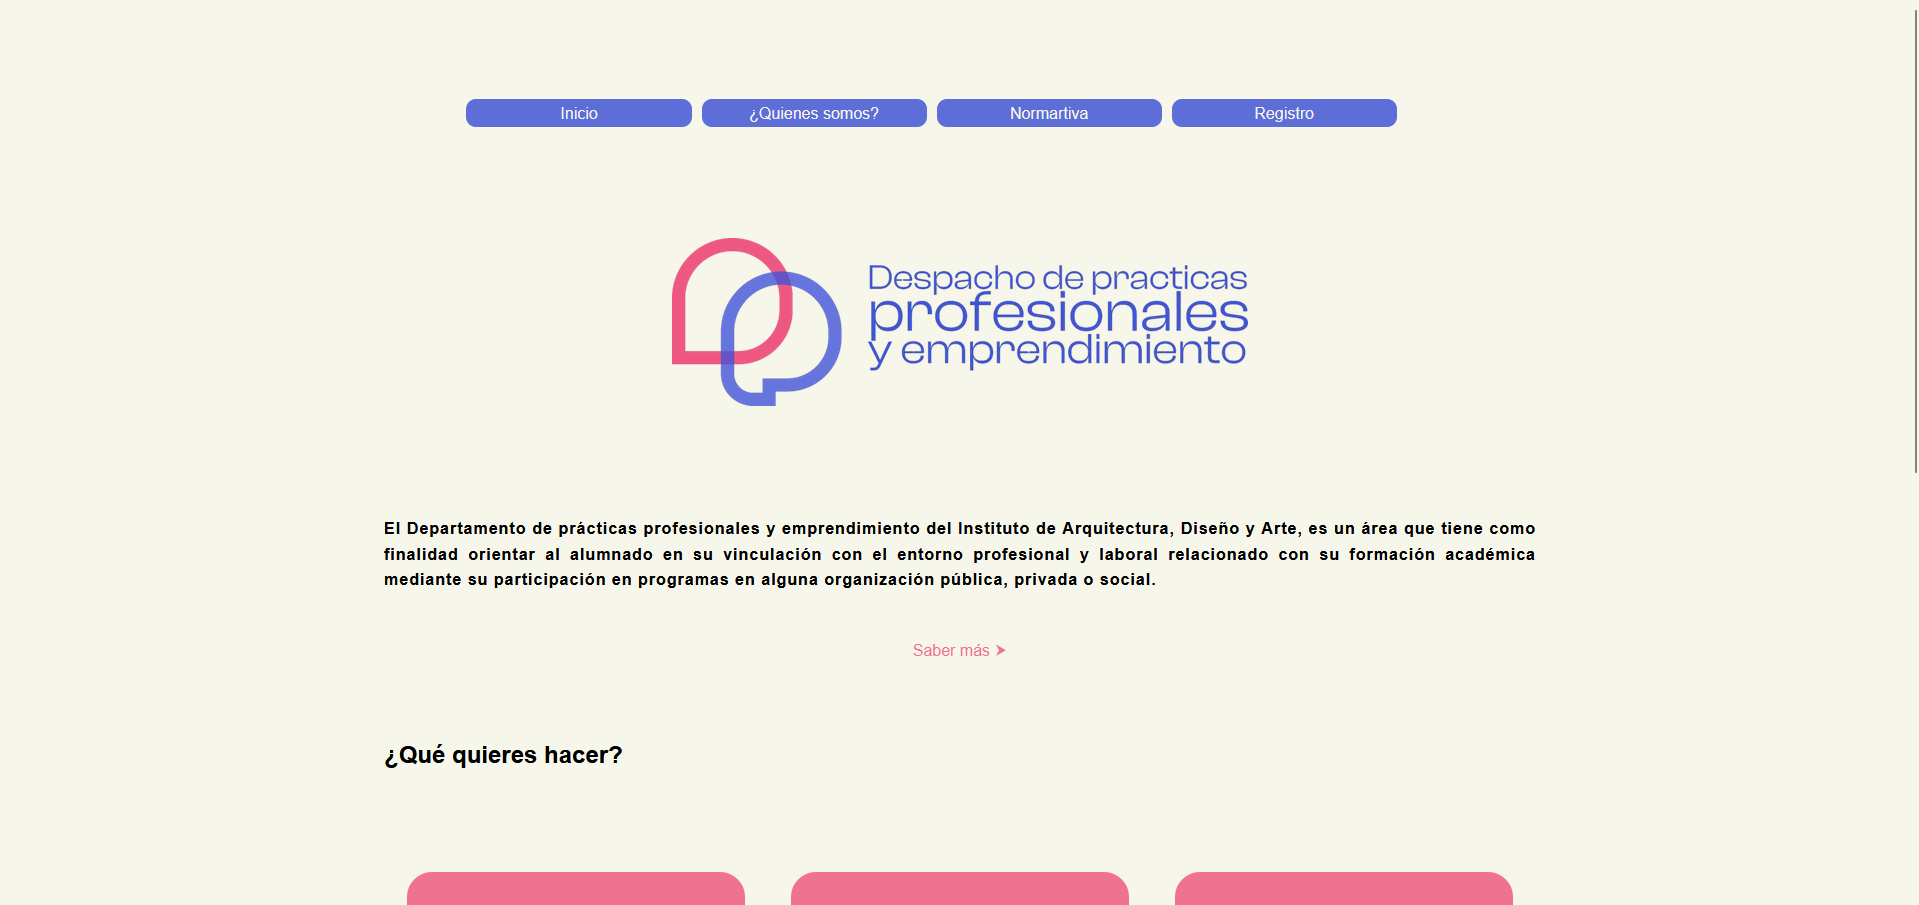 Inicio
¿Quienes somos?
Normartiva
Registro
Despacho de practicas
profesionales
y emprendimiento
El Departamento de prácticas profesionales y emprendimiento del Instituto de Arquitectura, Diseño y Arte, es un área que tiene como
finalidad orientar al alumnado en su vinculación con el entorno profesional y laboral relacionado con su formación académica
mediante su participación en programas en alguna organización pública, privada o social.
Saber más ➤
¿Qué quieres hacer?